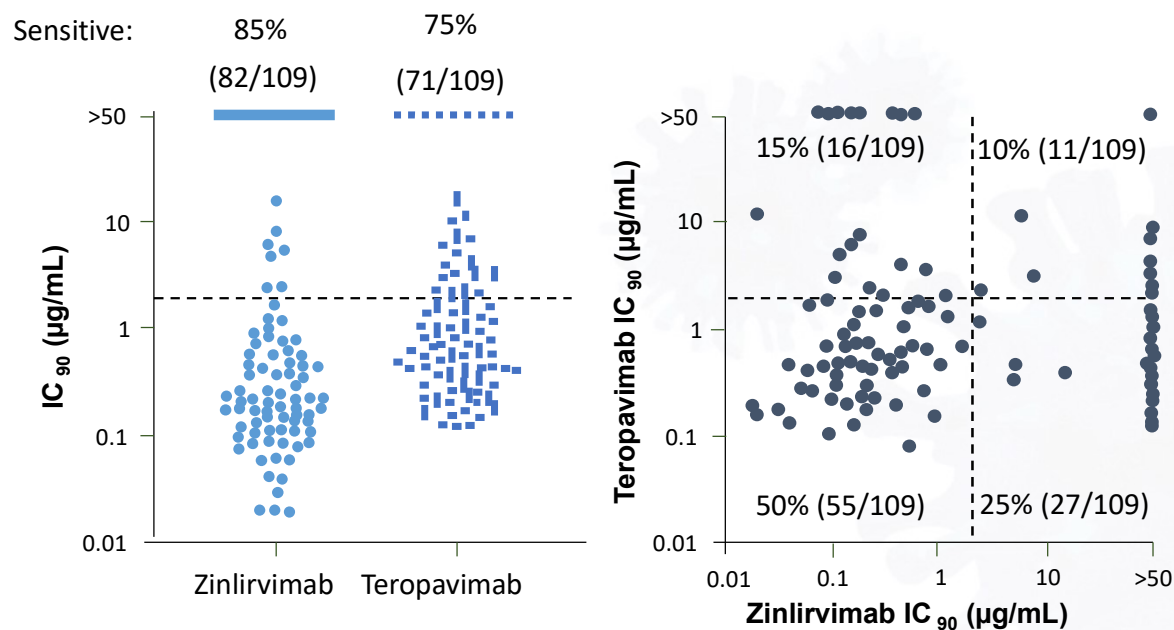 Sensitive: 85% 75%
(82/109) (71/109)
>50
10
1
0.1
0.01
IC 90 (µg/mL)
Zinlirvimab Teropavimab
>50
10
1
0.1
0.01
Teropavimab IC 90 (µg/mL)
15% (16/109) 10% (11/109)
50% (55/109) 25% (27/109)
0.01 0.1 1 10 >50
Zinlirvimab IC 90 (µg/mL)